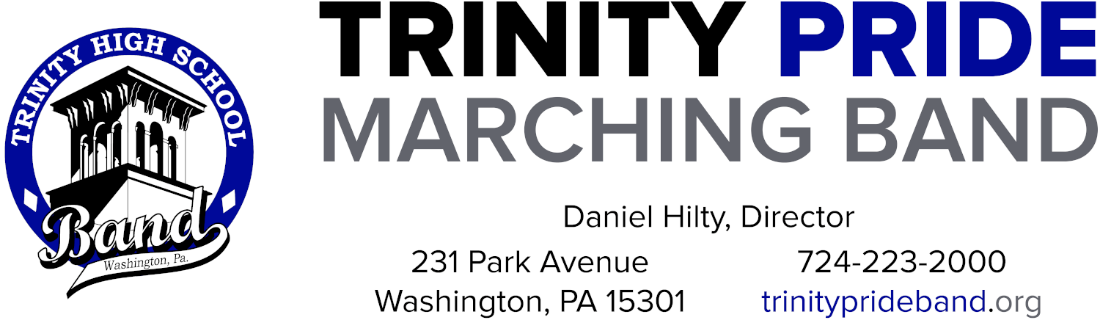 TRINITY HIGH SCHOOL
Band
Washington, Pa.
TRINITY PRIDE
MARCHING BAND
Daniel Hilty, Director
231 Park Avenue
Washington, PA 15301
724-223-2000
trinityprideband.org